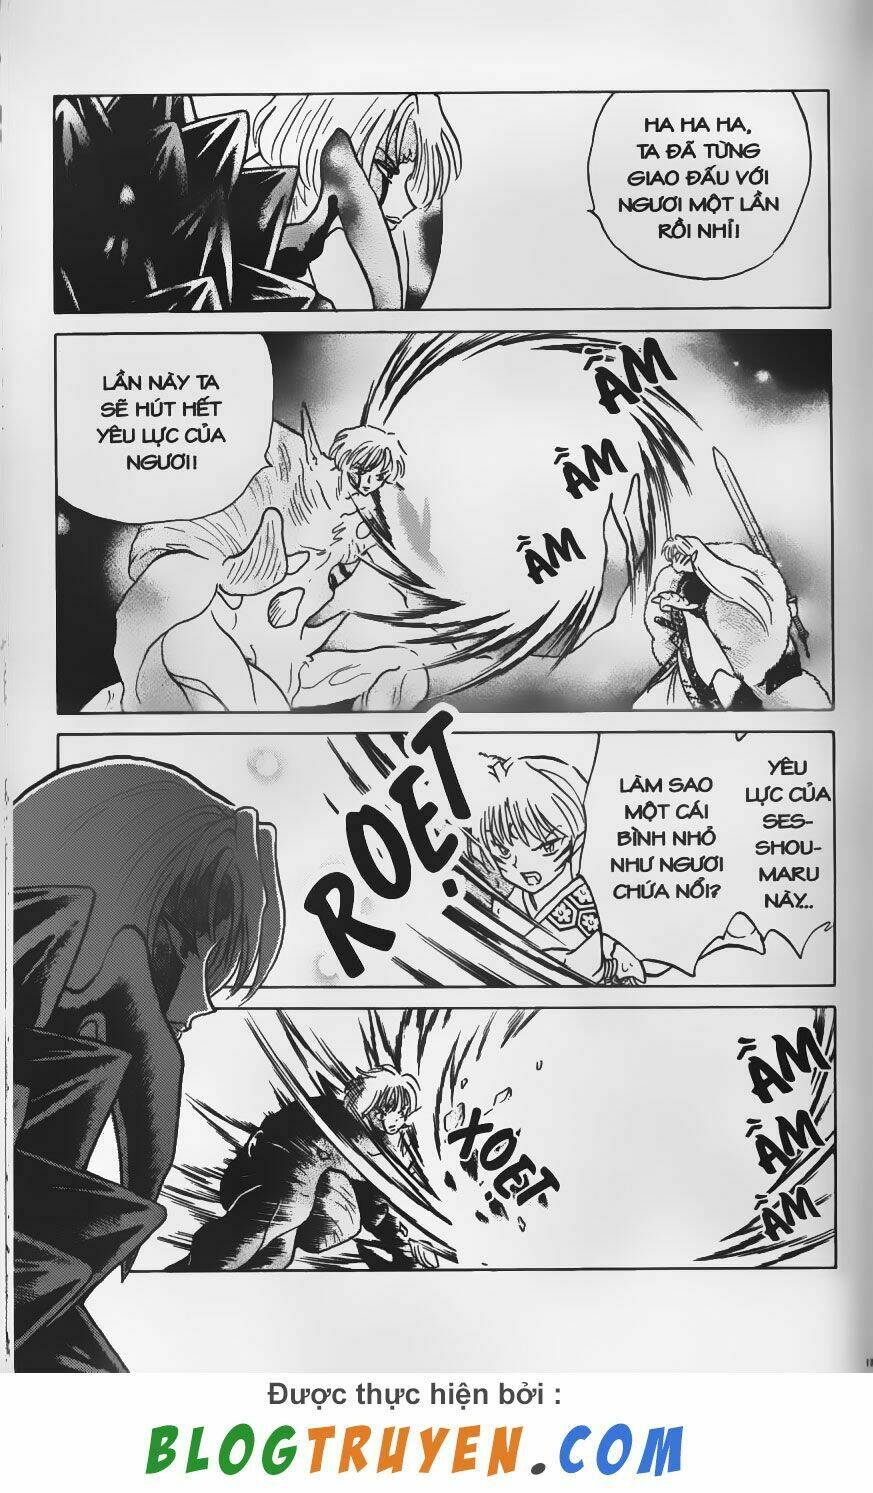 HA HA HA,
TA ĐÃ TỪNG
GIAO ĐẤU VỚI
NGƯƠI MỘT LẦN
RỒI NHỈ!
LẦN NÀY TA
SẼ HÚT HẾT
YÊU LỰC CỦA
NGƯƠI!
ẦM
ẦM
ẦM
YÊU
LỰC CỦA
SES-
SHOU-
MARU
NÀY...
LÀM SAO
MỘT CÁI
BÌNH NHỎ
NHƯ NGƯƠI
CHỨA NỔI?
ROẸT
XOẸT
ẦM
ẦM
ẦM
Được thực hiện bởi :
BLOGTRUYEN.COM